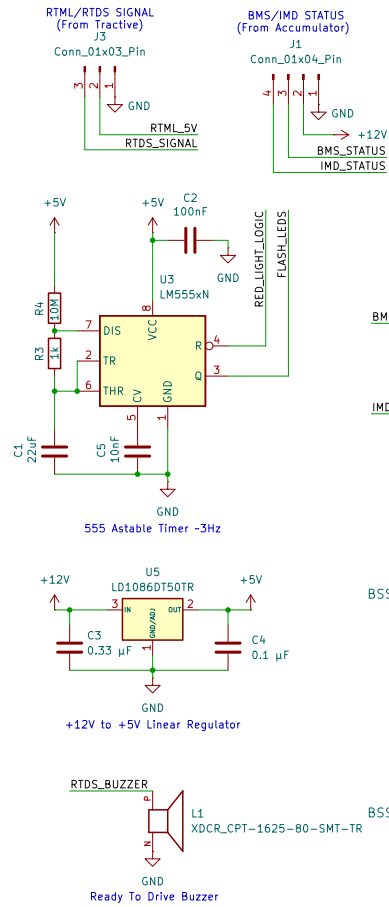 RTML/RTDS SIGNAL
(From Tractive)
J3
Conn_01x03_Pin
3
2
1
GND
RTML_5V
RTDS_SIGNAL
BMS/IMD STATUS
(From Accumulator)
J1
Conn_01x04_Pin
4
3
2
1
GND
+12V
BMS_STATUS
IMD_STATUS
+5V
+5V
C2
100nF
GND
RED_LIGHT_LOGIC
FLASH_LEDS
U3
LM555xN
R4
10M
R3
1k
7
DIS
2
TR
6
THR
8
VCC
R
4
Q
3
CV
5
GND
1
C1
22uF
C5
10nF
GND
555 Astable Timer ~3Hz
BM
IMD
+12V
U5
LD1086DT50TR
+5V
3
IN
OUT
2
GND/ADJ
1
C3
0.33 µF
C4
0.1 µF
GND
+12V to +5V Linear Regulator
BSS
RTDS_BUZZER
P
N
L1
XDCR_CPT-1625-80-SMT-TR
GND
Ready To Drive Buzzer
BSS